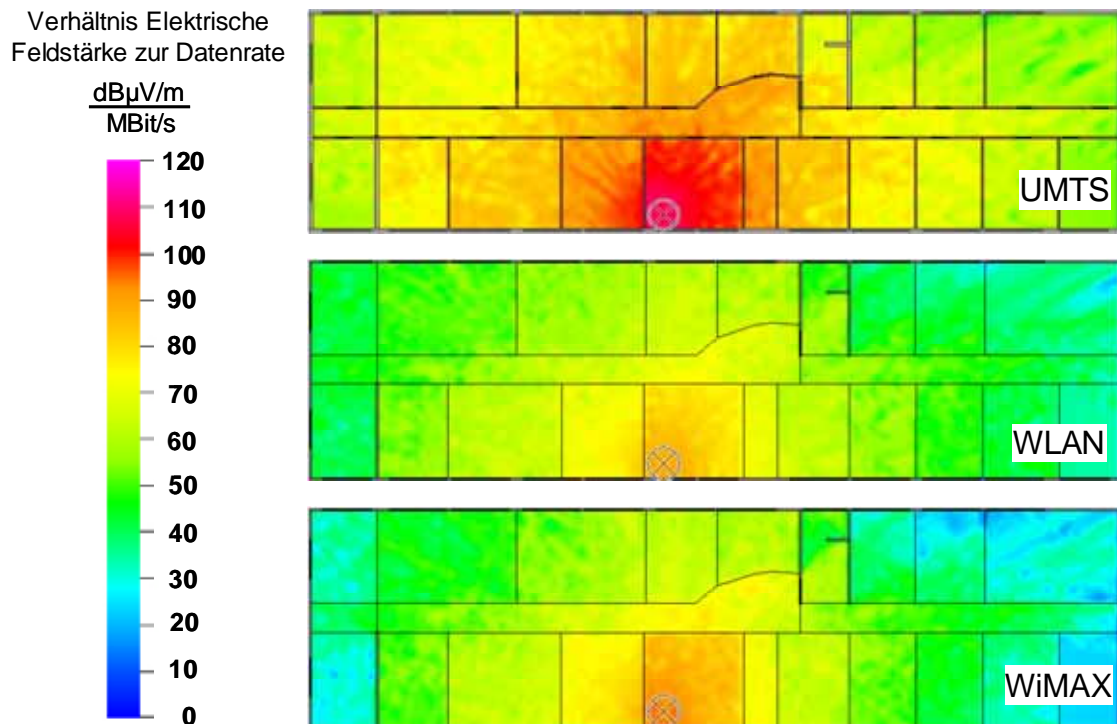 Verhältnis Elektrische
Feldstärke zur Datenrate
dBµV/m
MBit/s
120
110
100
90
80
70
60
50
40
30
20
10
0
UMTS
WLAN
WiMAX